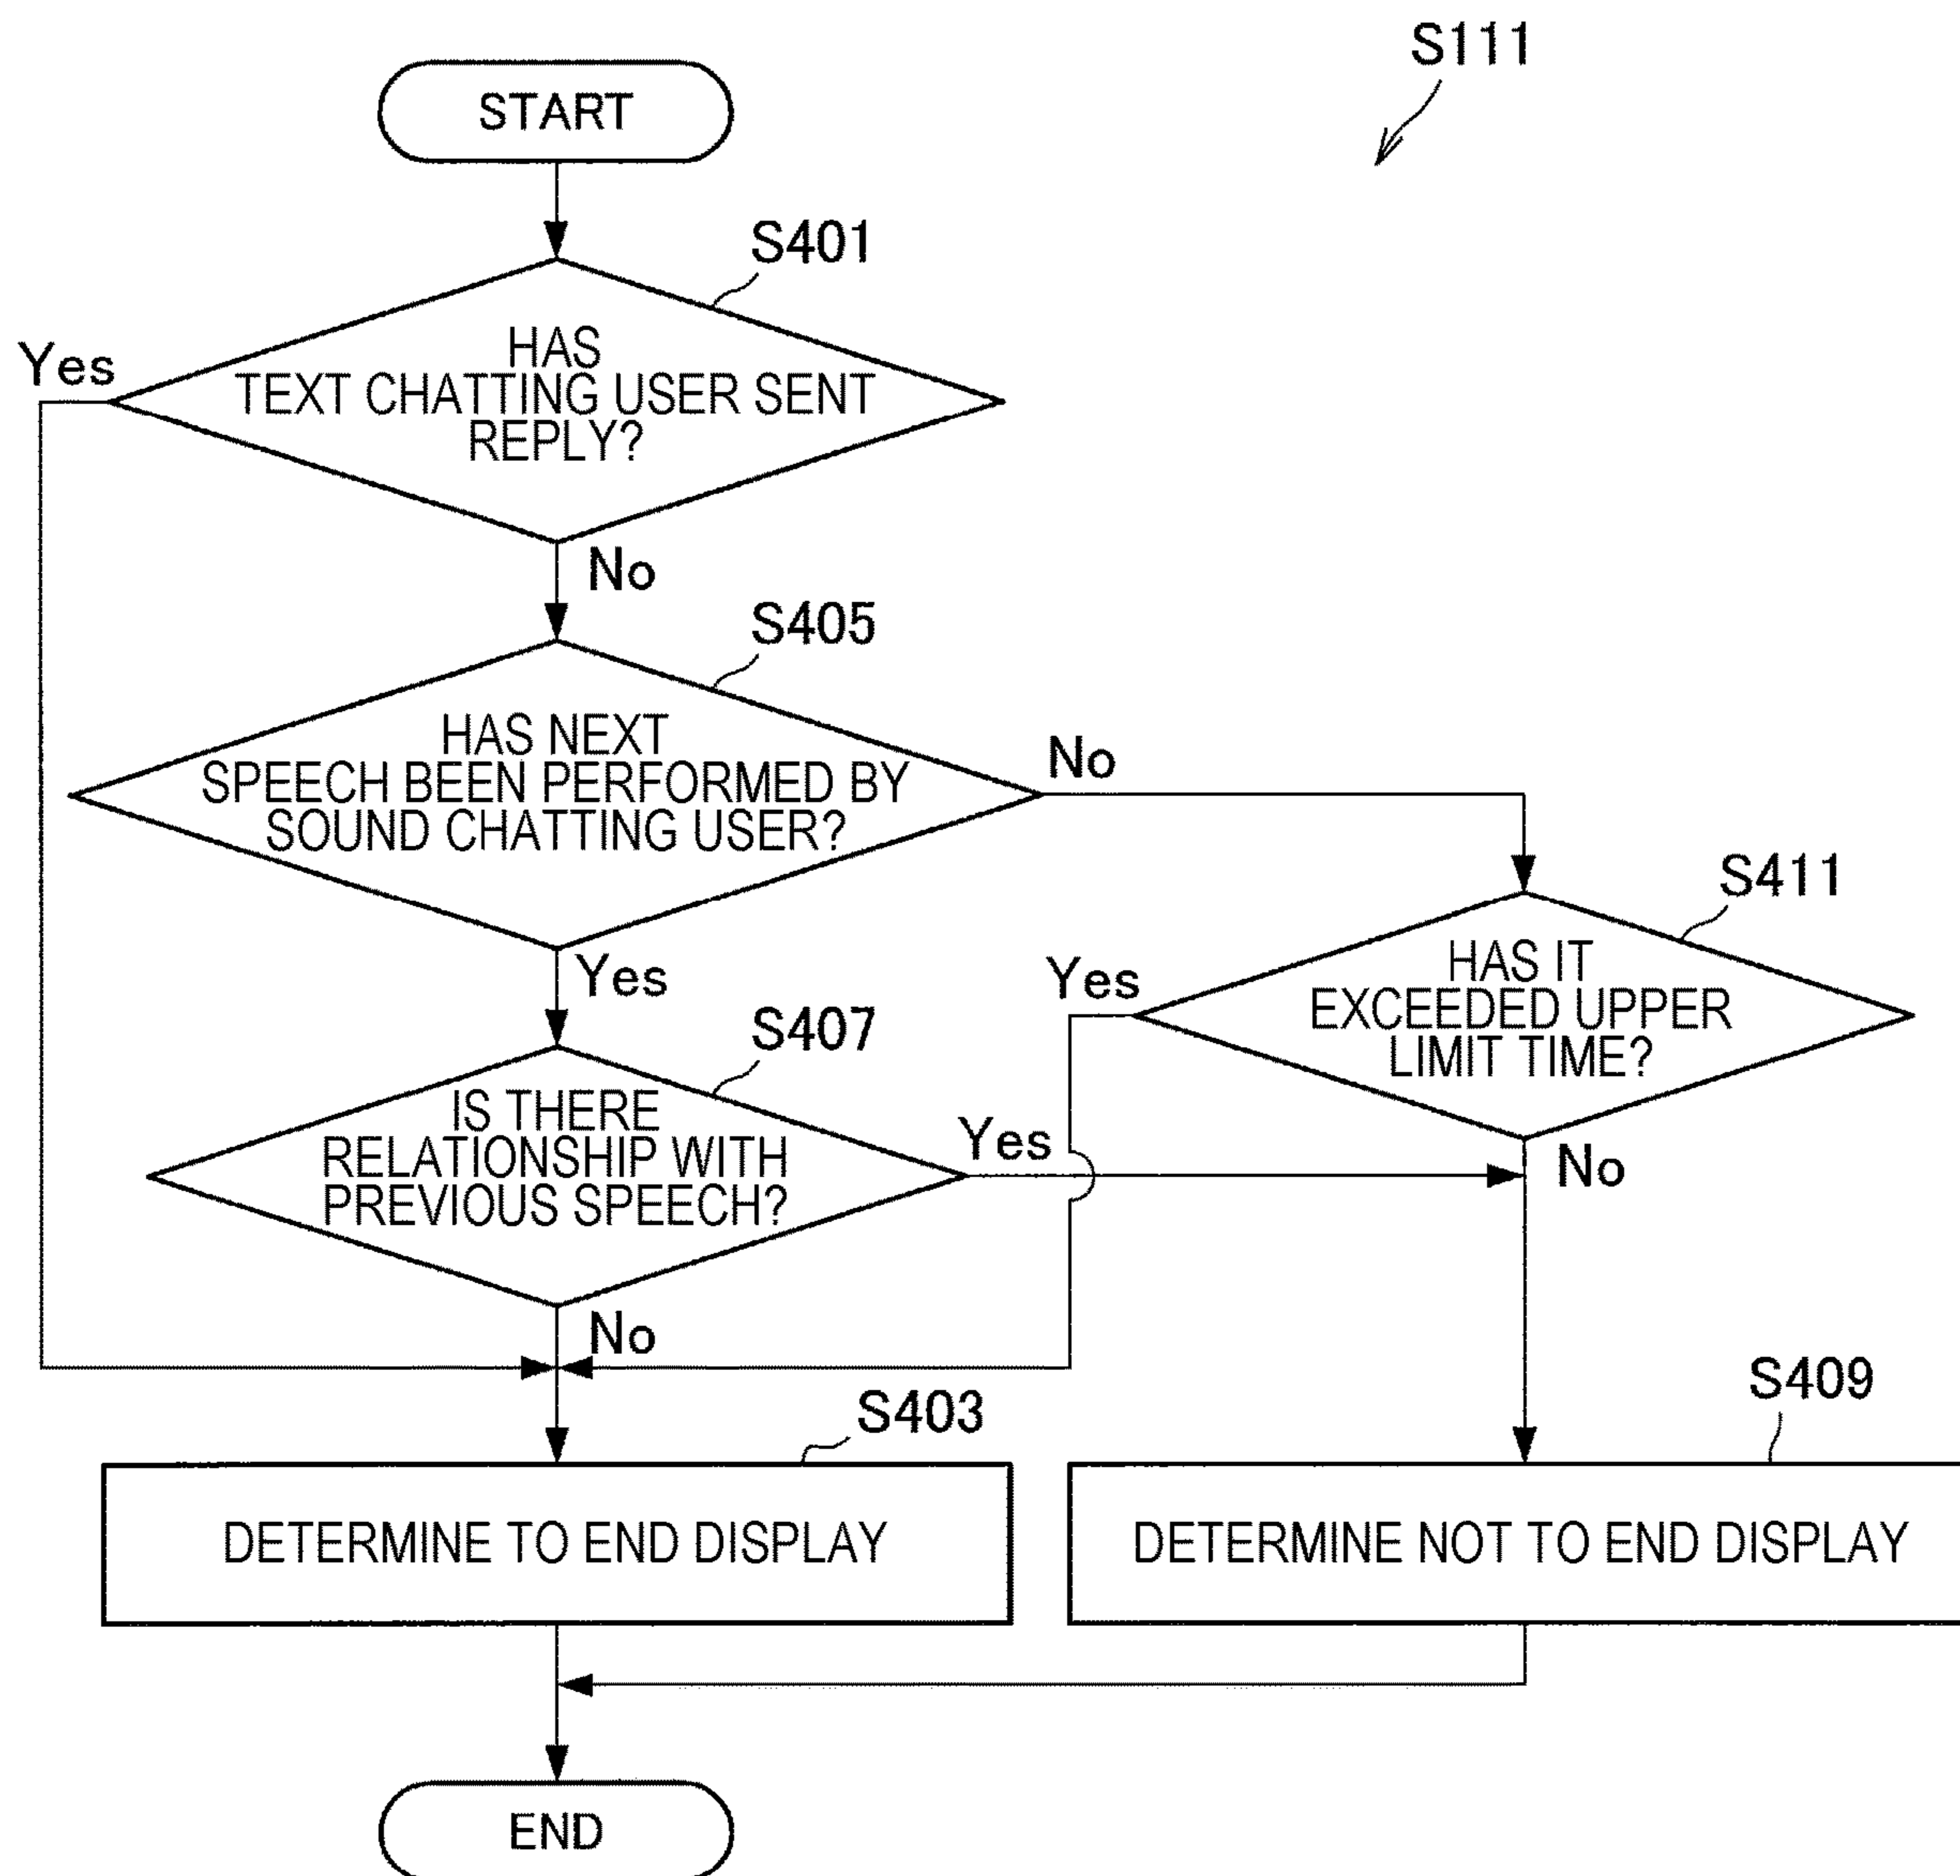 S111
START
S401
HAS
TEXT CHATTING USER SENT
REPLY?
Yes
No
S405
HAS NEXT
SPEECH BEEN PERFORMED BY
SOUND CHATTING USER?
No
Yes
S411
HAS IT
EXCEEDED UPPER
LIMIT TIME?
Yes
No
S407
IS THERE
RELATIONSHIP WITH
PREVIOUS SPEECH?
Yes
No
S403
DETERMINE TO END DISPLAY
S409
DETERMINE NOT TO END DISPLAY
END